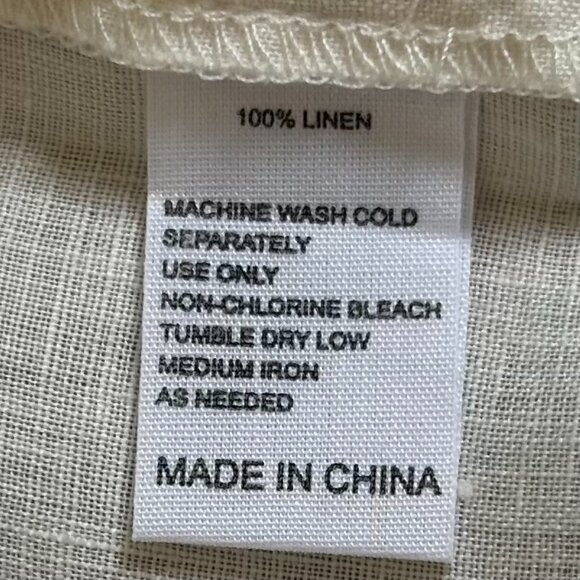 100% LINEN
MACHINE WASH COLD
SEPARATELY
USE ONLY
NON-CHLORINE BLEACH
TUMBLE DRY LOW
MEDIUM IRON
AS NEEDED
MADE IN CHINA